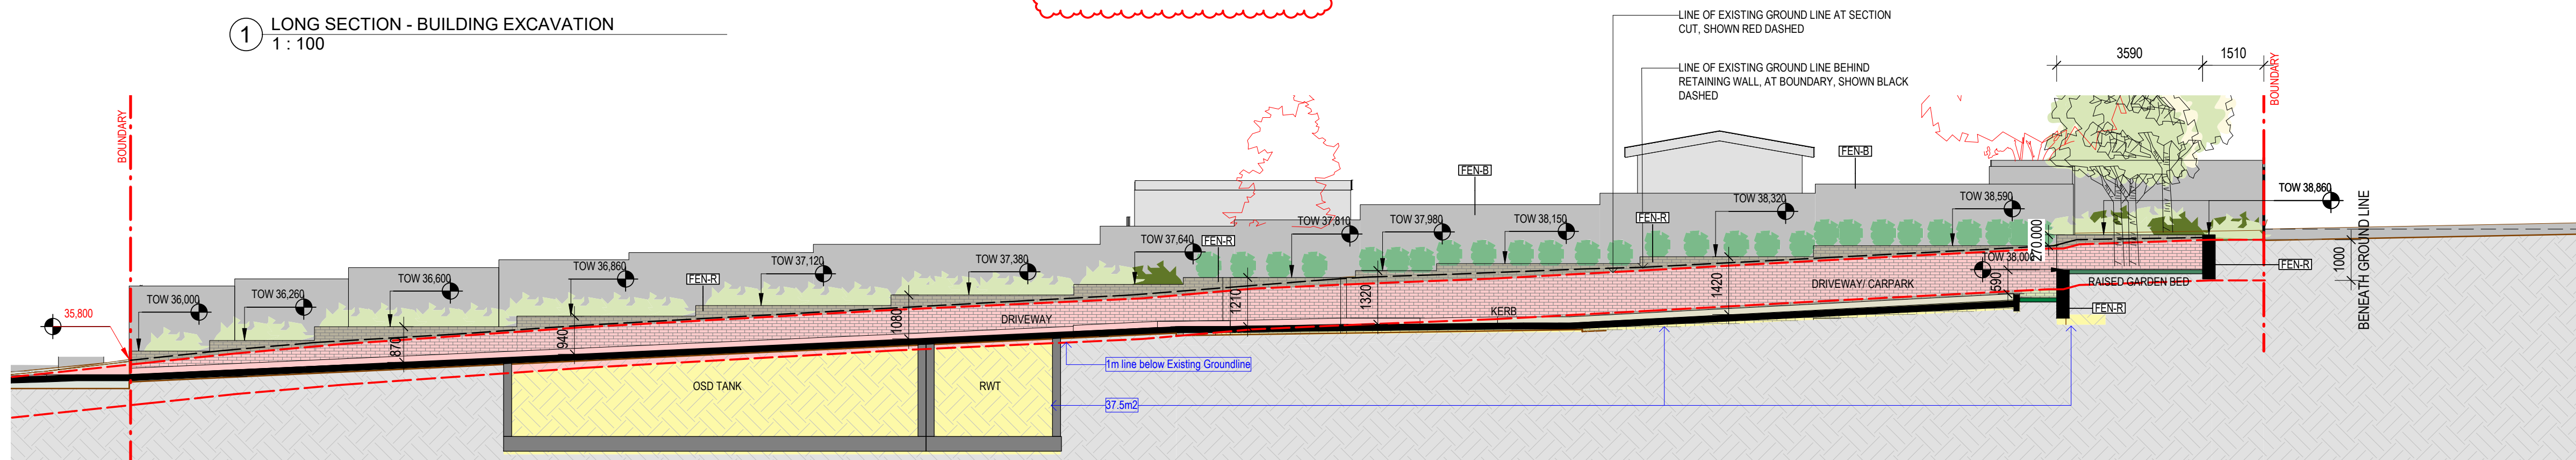 1
LONG SECTION - BUILDING EXCAVATION
1 : 100
LINE OF EXISTING GROUND LINE AT SECTION
CUT, SHOWN RED DASHED
LINE OF EXISTING GROUND LINE BEHIND
RETAINING WALL, AT BOUNDARY, SHOWN BLACK
DASHED
3590
1510
BOUNDARY
BOUNDARY
FEN-B
FEN-B
TOW 36,000
TOW 36,260
TOW 36,600
TOW 36,860
TOW 37,120
TOW 37,380
TOW 37,640
TOW 37,810
TOW 37,980
TOW 38,150
TOW 38,320
TOW 38,590
TOW 38,860
TOW 38,000
FEN-R
FEN-R
FEN-R
FEN-R
FEN-R
35,800
870
940
1080
1210
1320
1420
590
270.000
1000
BENEATH GROUND LINE
DRIVEWAY
KERB
DRIVEWAY/ CARPARK
RAISED GARDEN BED
1m line below Existing Groundline
37.5m2
OSD TANK
RWT